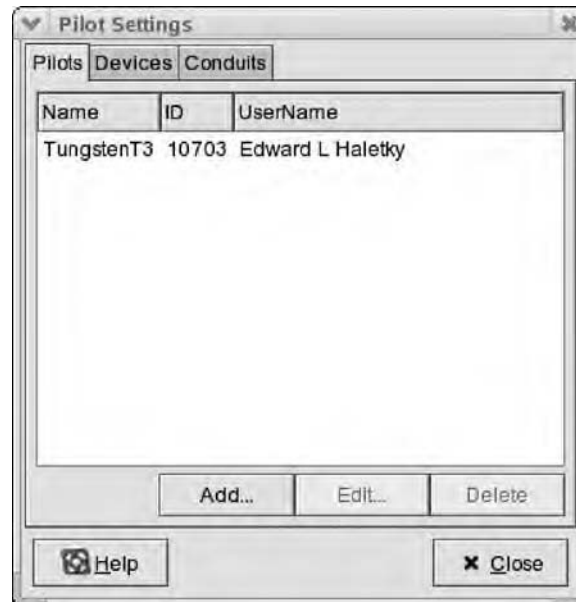 Pilot Settings
Pilots Devices Conduits
Name ID UserName
TungstenT3 10703 Edward L Haletky
Add... Edit... Delete
Help Close